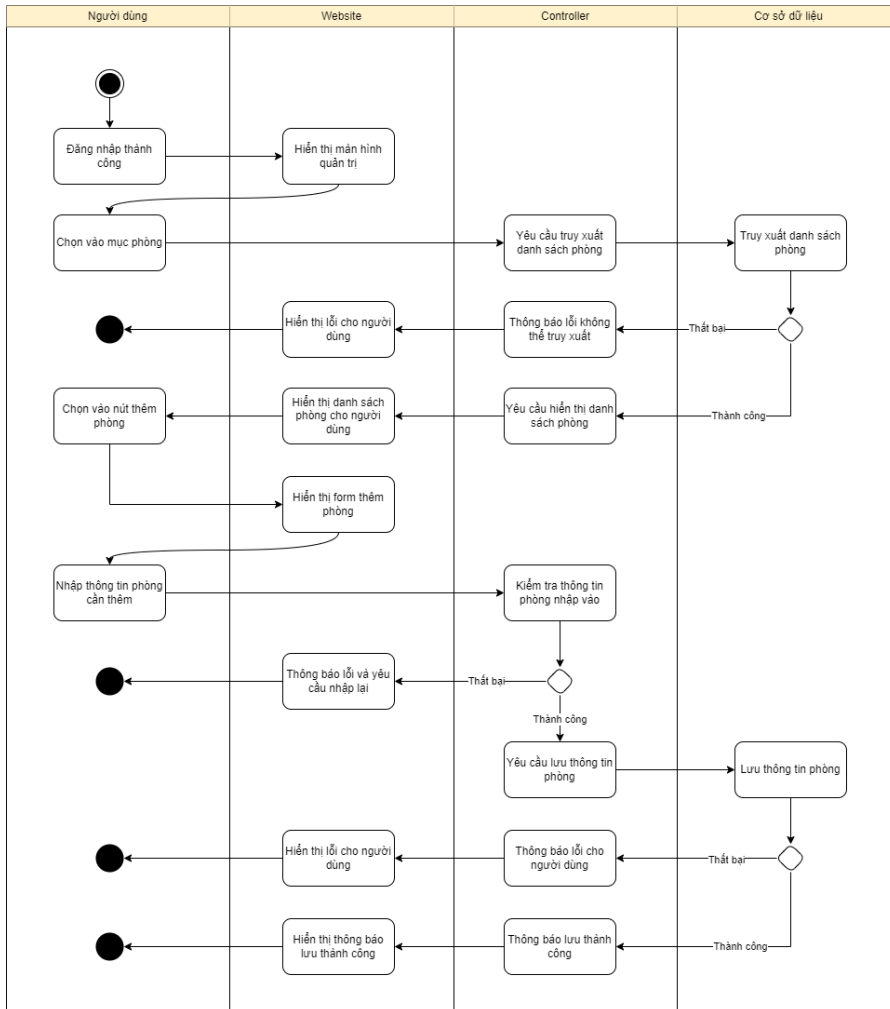 Người dùng
Website
Controller
Cơ sở dữ liệu
Đăng nhập thành
công
Hiển thị màn hình
quản trị
Chọn vào mục phòng
Yêu cầu truy xuất
danh sách phòng
Truy xuất danh sách
phòng
Hiển thị lỗi cho người
dùng
Thông báo lỗi không
thể truy xuất
Thất bại
Chọn vào nút thêm
phòng
Hiển thị danh sách
phòng cho người
dùng
Yêu cầu hiển thị danh
sách phòng
Thành công
Hiển thị form thêm
phòng
Nhập thông tin phòng
cần thêm
Kiểm tra thông tin
phòng nhập vào
Thông báo lỗi và yêu
cầu nhập lại
Thất bại
Thành công
Yêu cầu lưu thông tin
phòng
Lưu thông tin phòng
Hiển thị lỗi cho người
dùng
Thông báo lỗi cho
người dùng
Thất bại
Hiển thị thông báo
lưu thành công
Thông báo lưu thành
công
Thành công